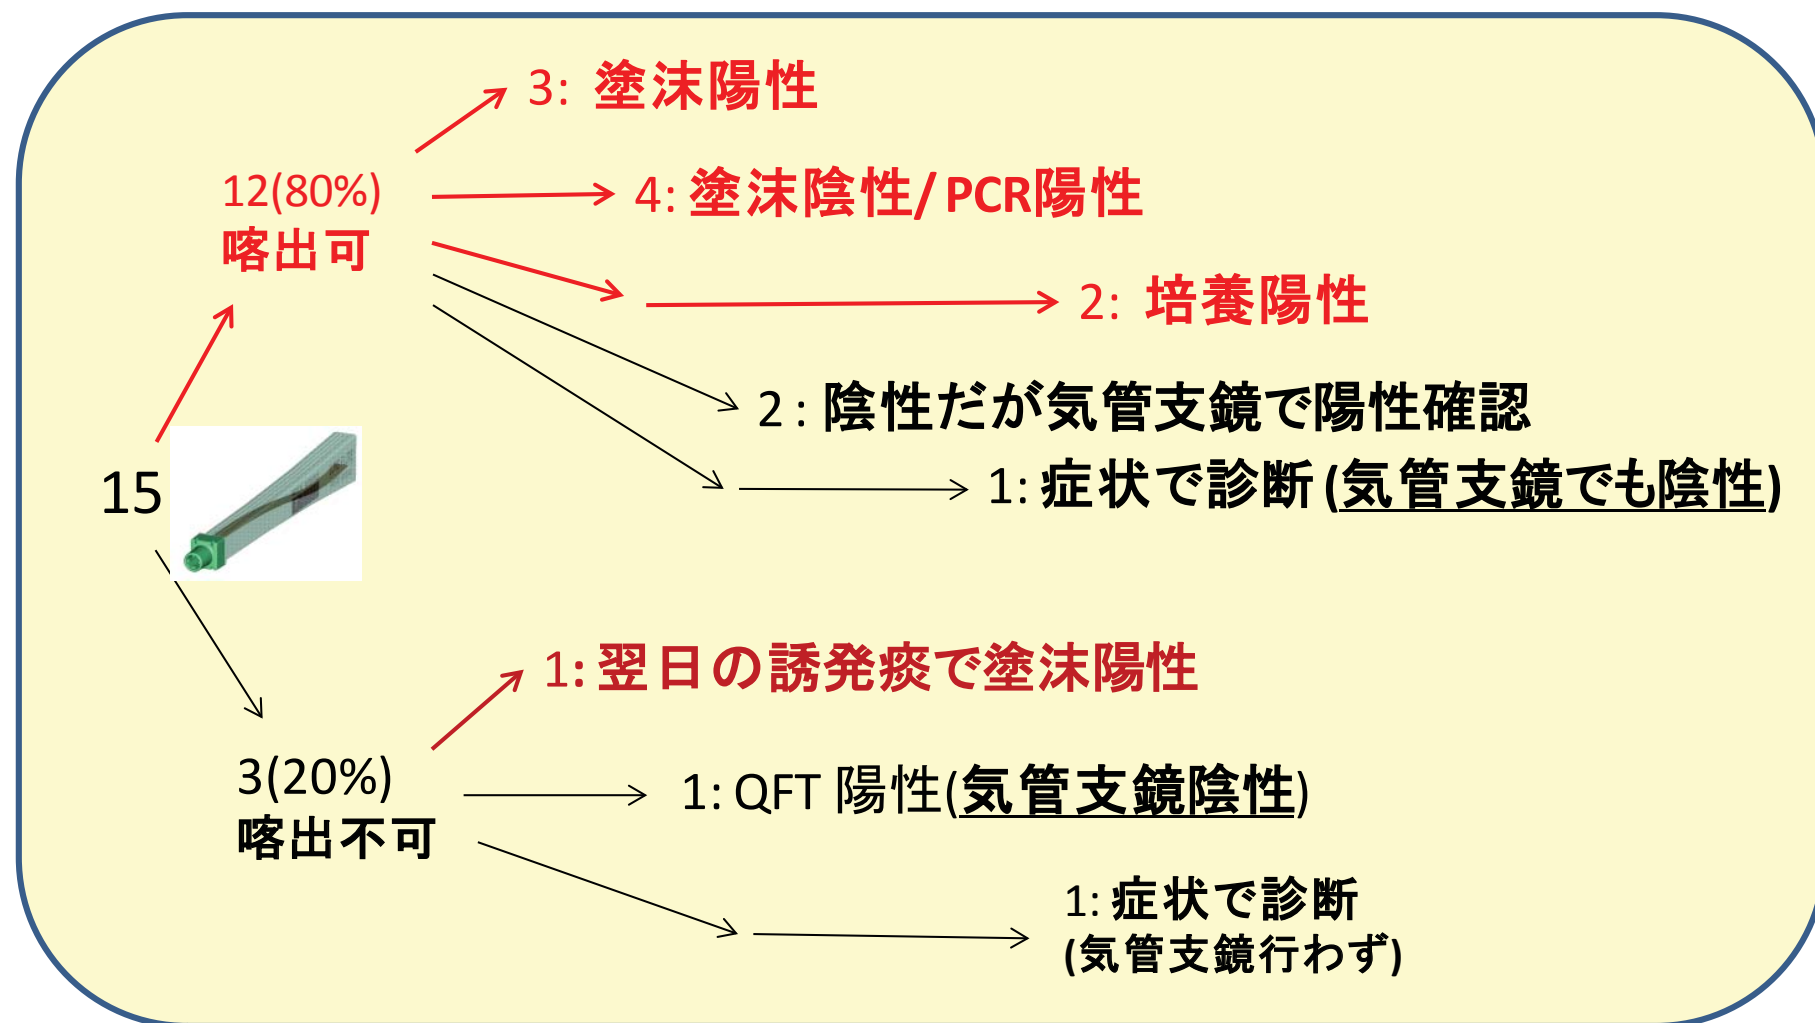 3: 塗沫陽性
12(80%)
喀出可
4: 塗沫陰性/PCR陽性
2: 培養陽性
2 : 陰性だが気管支鏡で陽性確認
15
1: 症状で診断(気管支鏡でも陰性)
1: 翌日の誘発痰で塗沫陽性
3(20%)
喀出不可
1: QFT 陽性(気管支鏡陰性)
1: 症状で診断
(気管支鏡行わず)